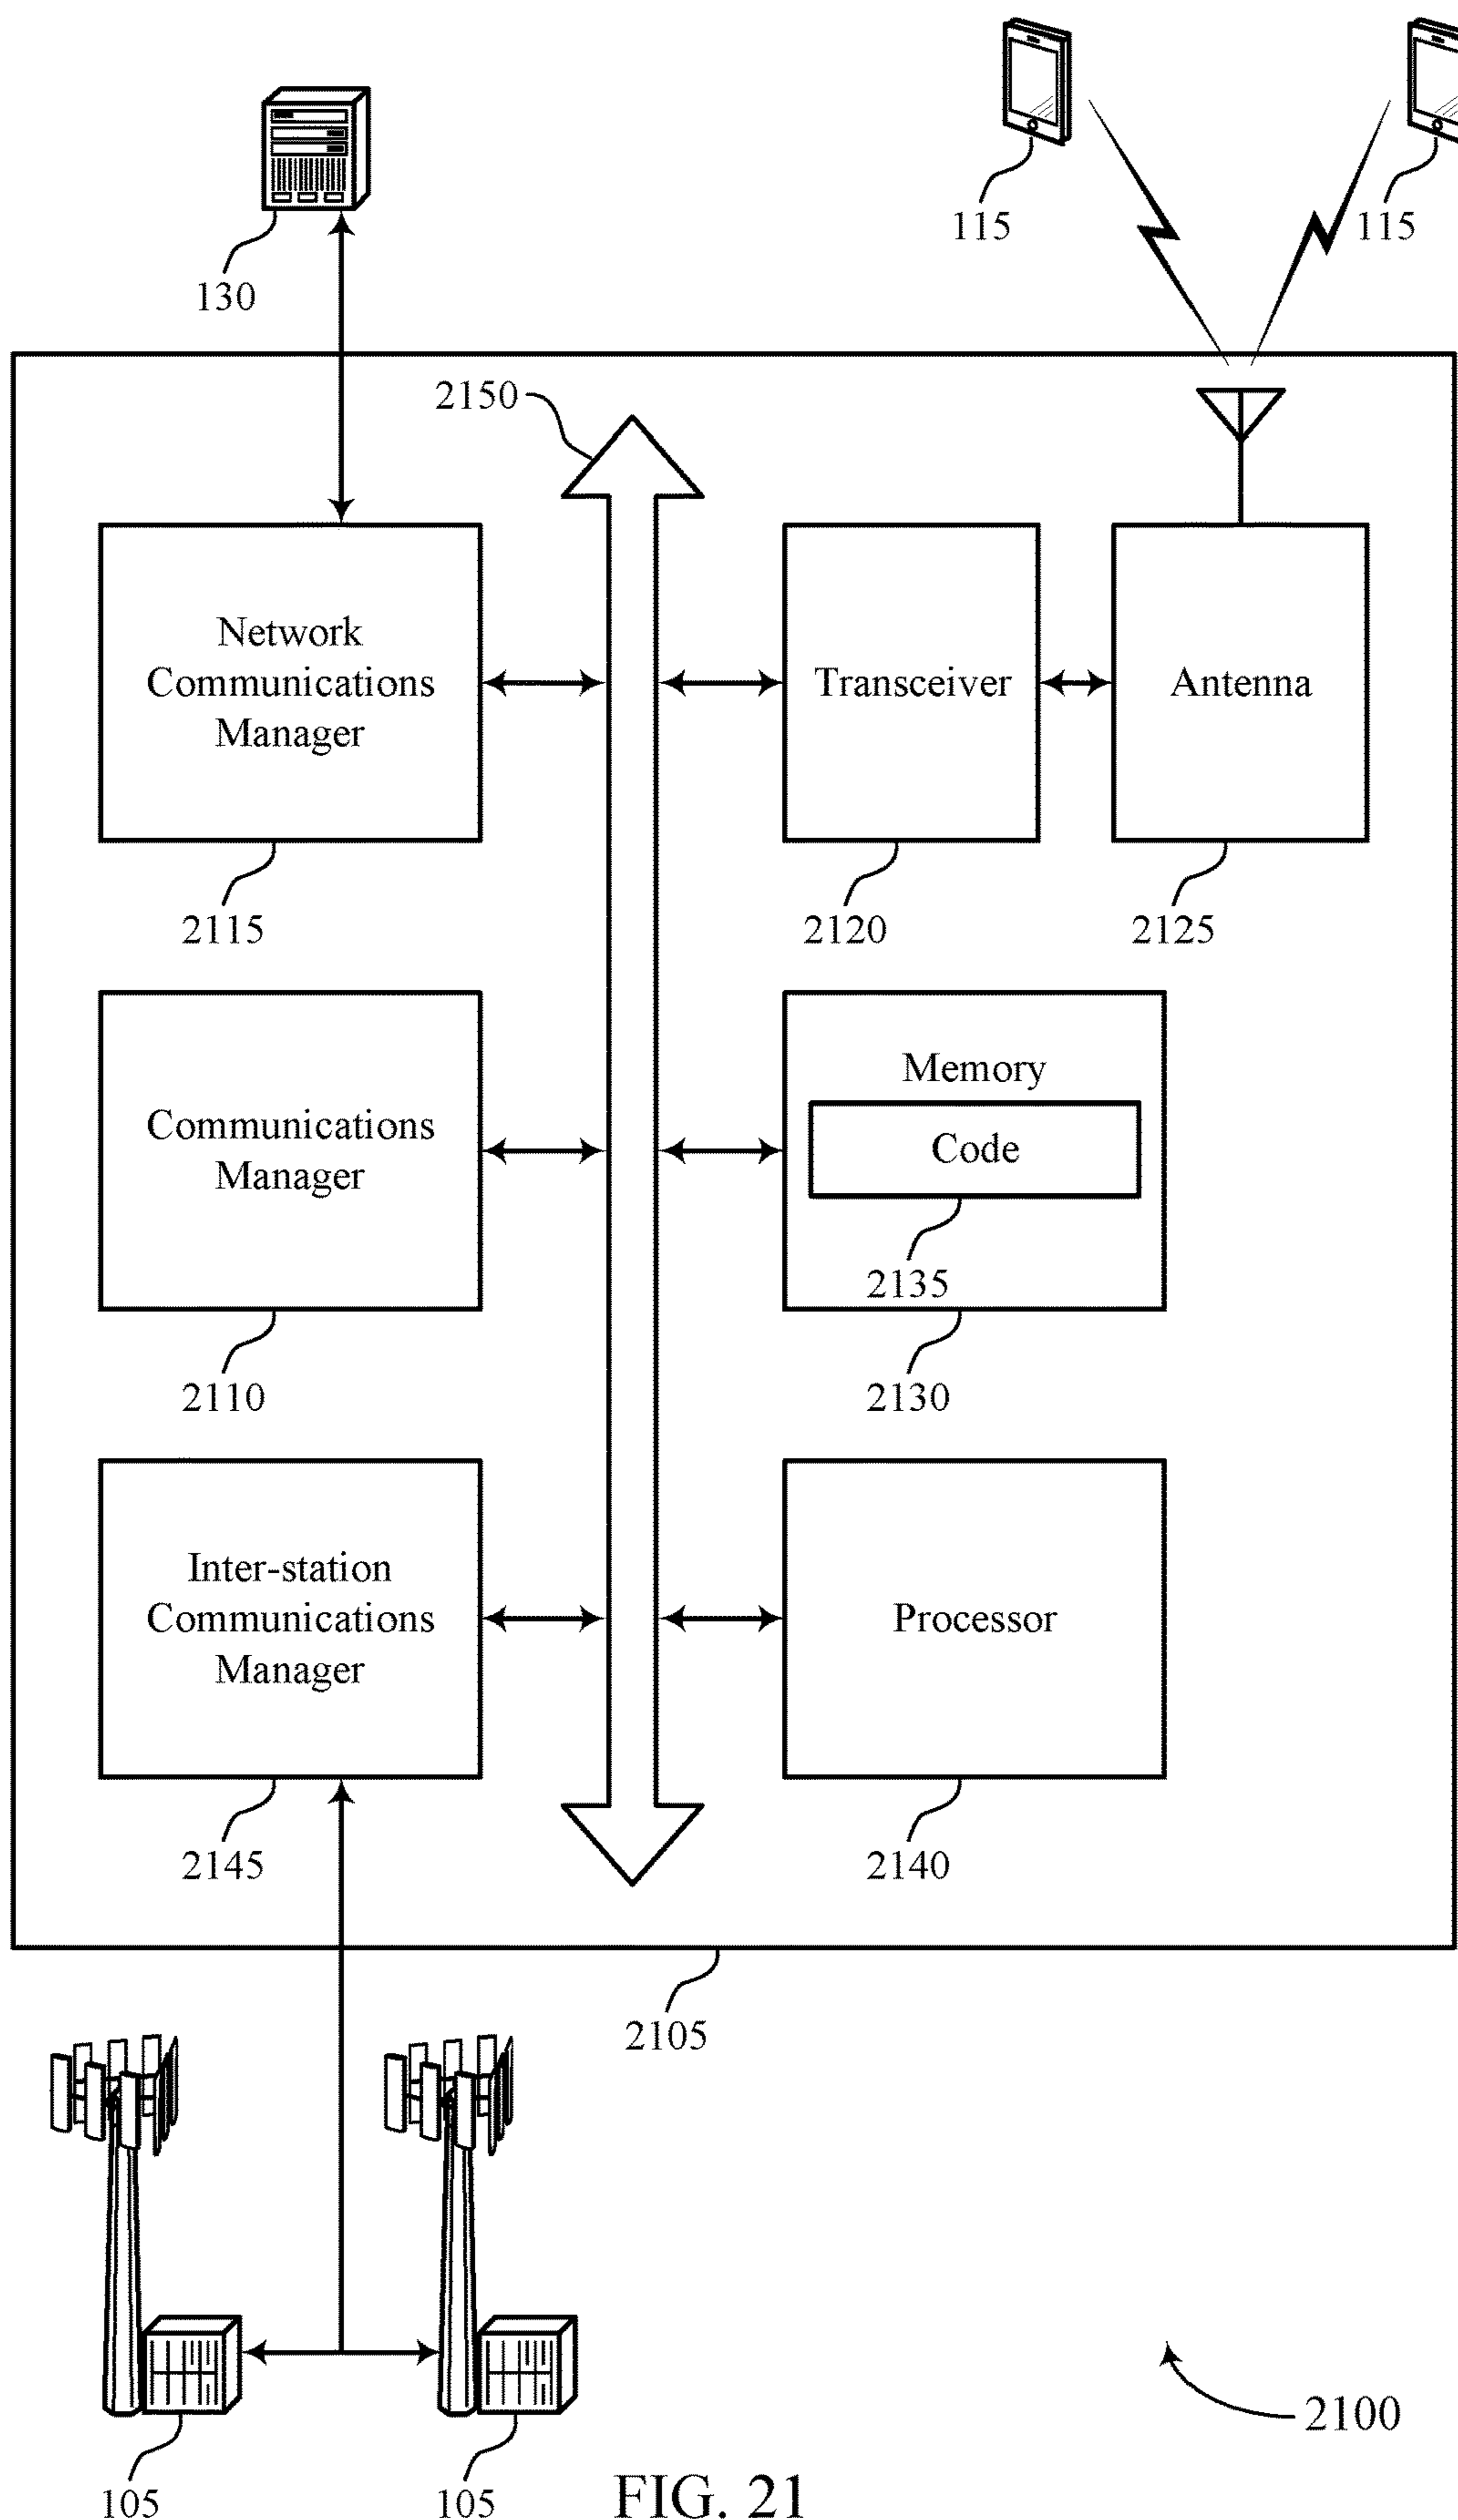 115
115
130
2150
Network
Communications
Manager
Transceiver
Antenna
2115
2120
2125
Communications
Manager
Memory
Code
2135
2110
2130
Inter-station
Communications
Manager
Processor
2145
2140
2105
2100
105
105
FIG. 21